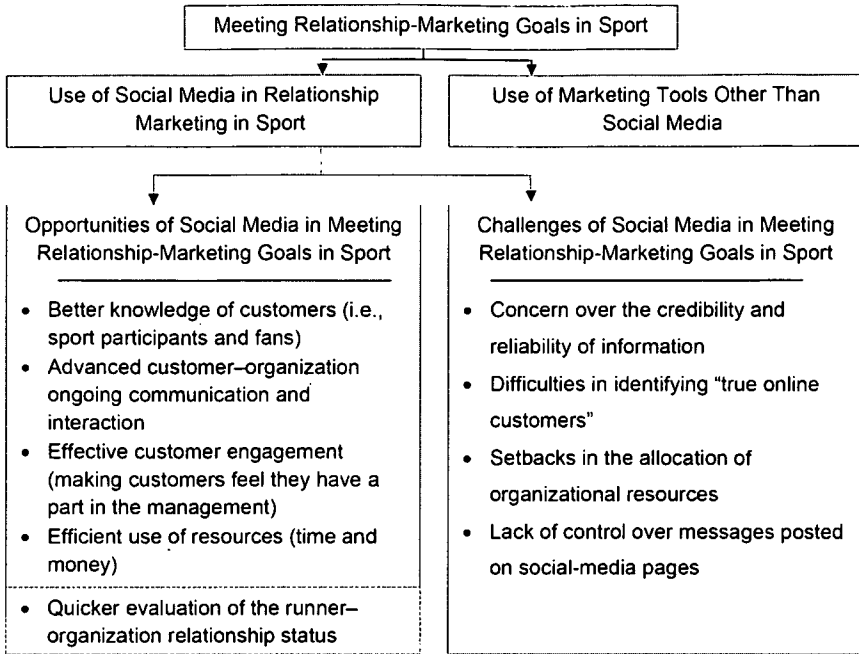 Meeting Relationship-Marketing Goals in Sport
Use of Social Media in Relationship
Marketing in Sport
Use of Marketing Tools Other Than
Social Media
Opportunities of Social Media in Meeting
Relationship-Marketing Goals in Sport
• Better knowledge of customers (i.e.,
sport participants and fans)
• Advanced customer–organization
ongoing communication and
interaction
• Effective customer engagement
(making customers feel they have a
part in the management)
• Efficient use of resources (time and
money)
• Quicker evaluation of the runner–
organization relationship status
Challenges of Social Media in Meeting
Relationship-Marketing Goals in Sport
• Concern over the credibility and
reliability of information
• Difficulties in identifying “true online
customers”
• Setbacks in the allocation of
organizational resources
• Lack of control over messages posted
on social-media pages